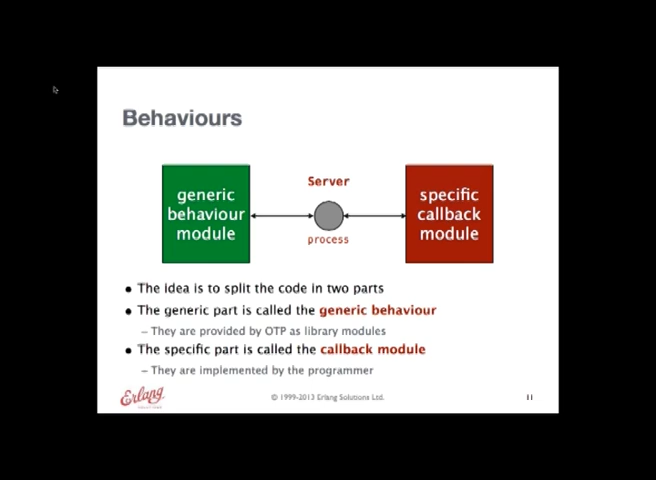 Behaviours
Server
generic
behaviour
module
specific
callback
module
process
• The idea is to split the code in two parts
• The generic part is called the generic behaviour
– They are provided by OTP as library modules
• The specific part is called the callback module
– They are implemented by the programmer
Erlang
SOLUTIONS
© 1999-2013 Erlang Solutions Ltd.
11